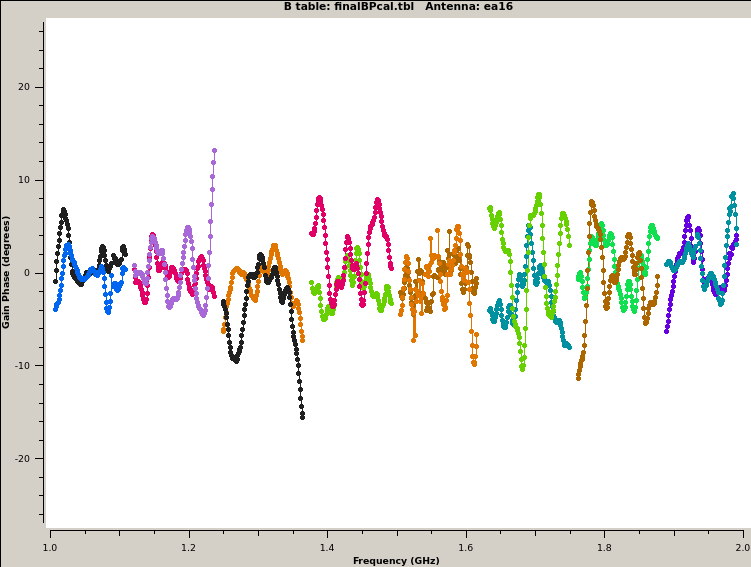 B table: finalBPcal.tbl   Antenna: ea16
Gain Phase (degrees)
20
10
0
-10
-20
1.0 1.2 1.4 1.6 1.8 2.0
Frequency (GHz)